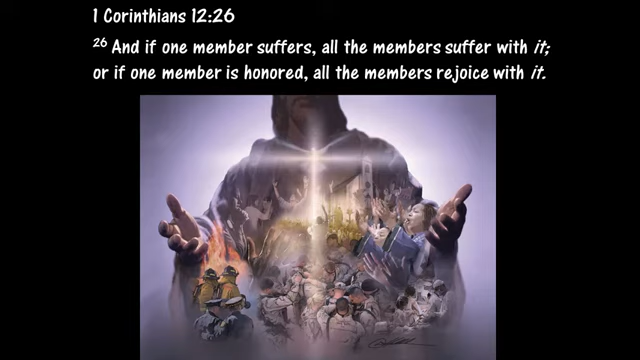 1 Corinthians 12:26
26 And if one member suffers, all the members suffer with it;
or if one member is honored, all the members rejoice with it.